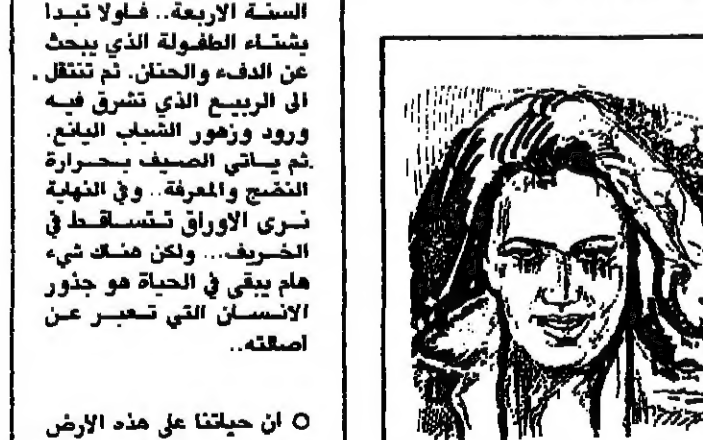 السنة الاربعة.. فاولا تبدا
بشتاء الطفولة الذي يبحث
عن الدفء والحنان. ثم تنتقل
الى الربيع الذي تشرق فيه
ورود وزهور الشباب اليانع.
ثم ياتي الصيف بحرارة
النضج والمعرفة.. وفي النهاية
نرى الاوراق تتساقط في
الخريف... ولكن هناك شيء
هام يبقى في الحياة هو جذور
الانسان التي تعبر عن
اصالته..
O ان حياتنا على هذه الارض